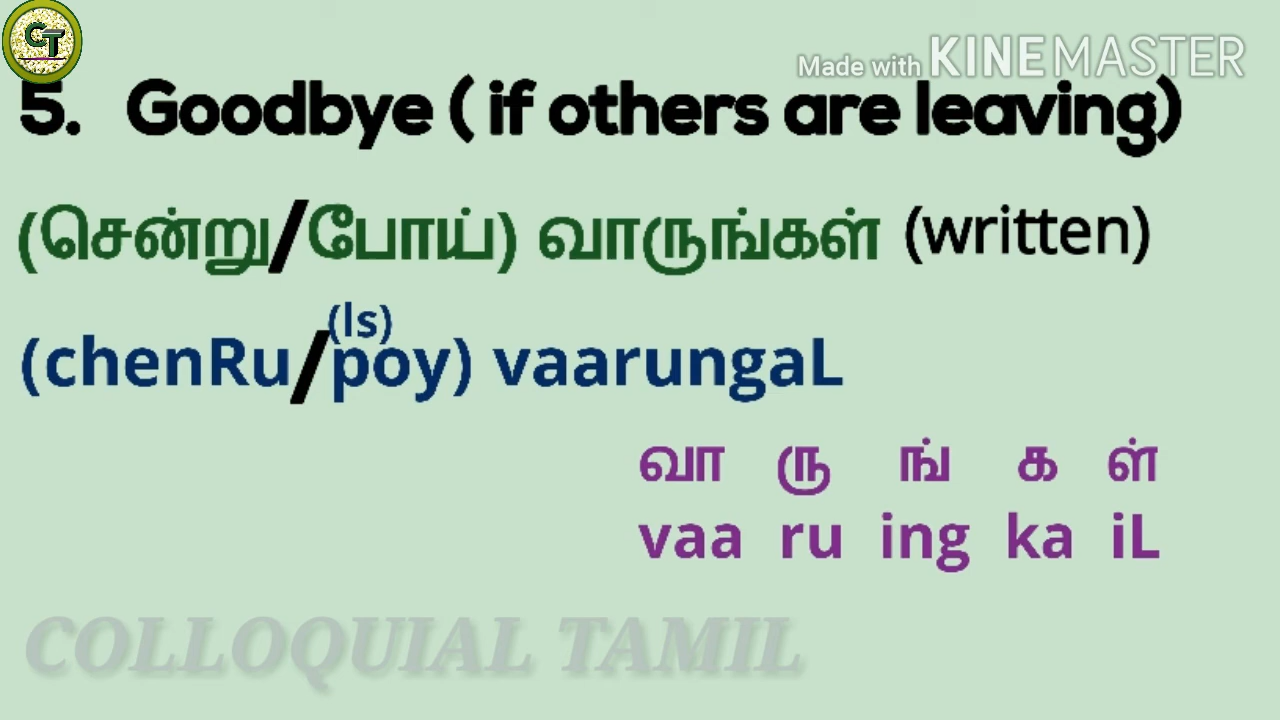 CT
Made with KINEMASTER
5. Goodbye ( if others are leaving)
(சென்று/போய்) வாருங்கள் (written)
(ls)
(chenRu/poy) vaarungaL
வா ரு ங் க ள்
vaa ru ing ka iL
COLLOQUIAL TAMIL